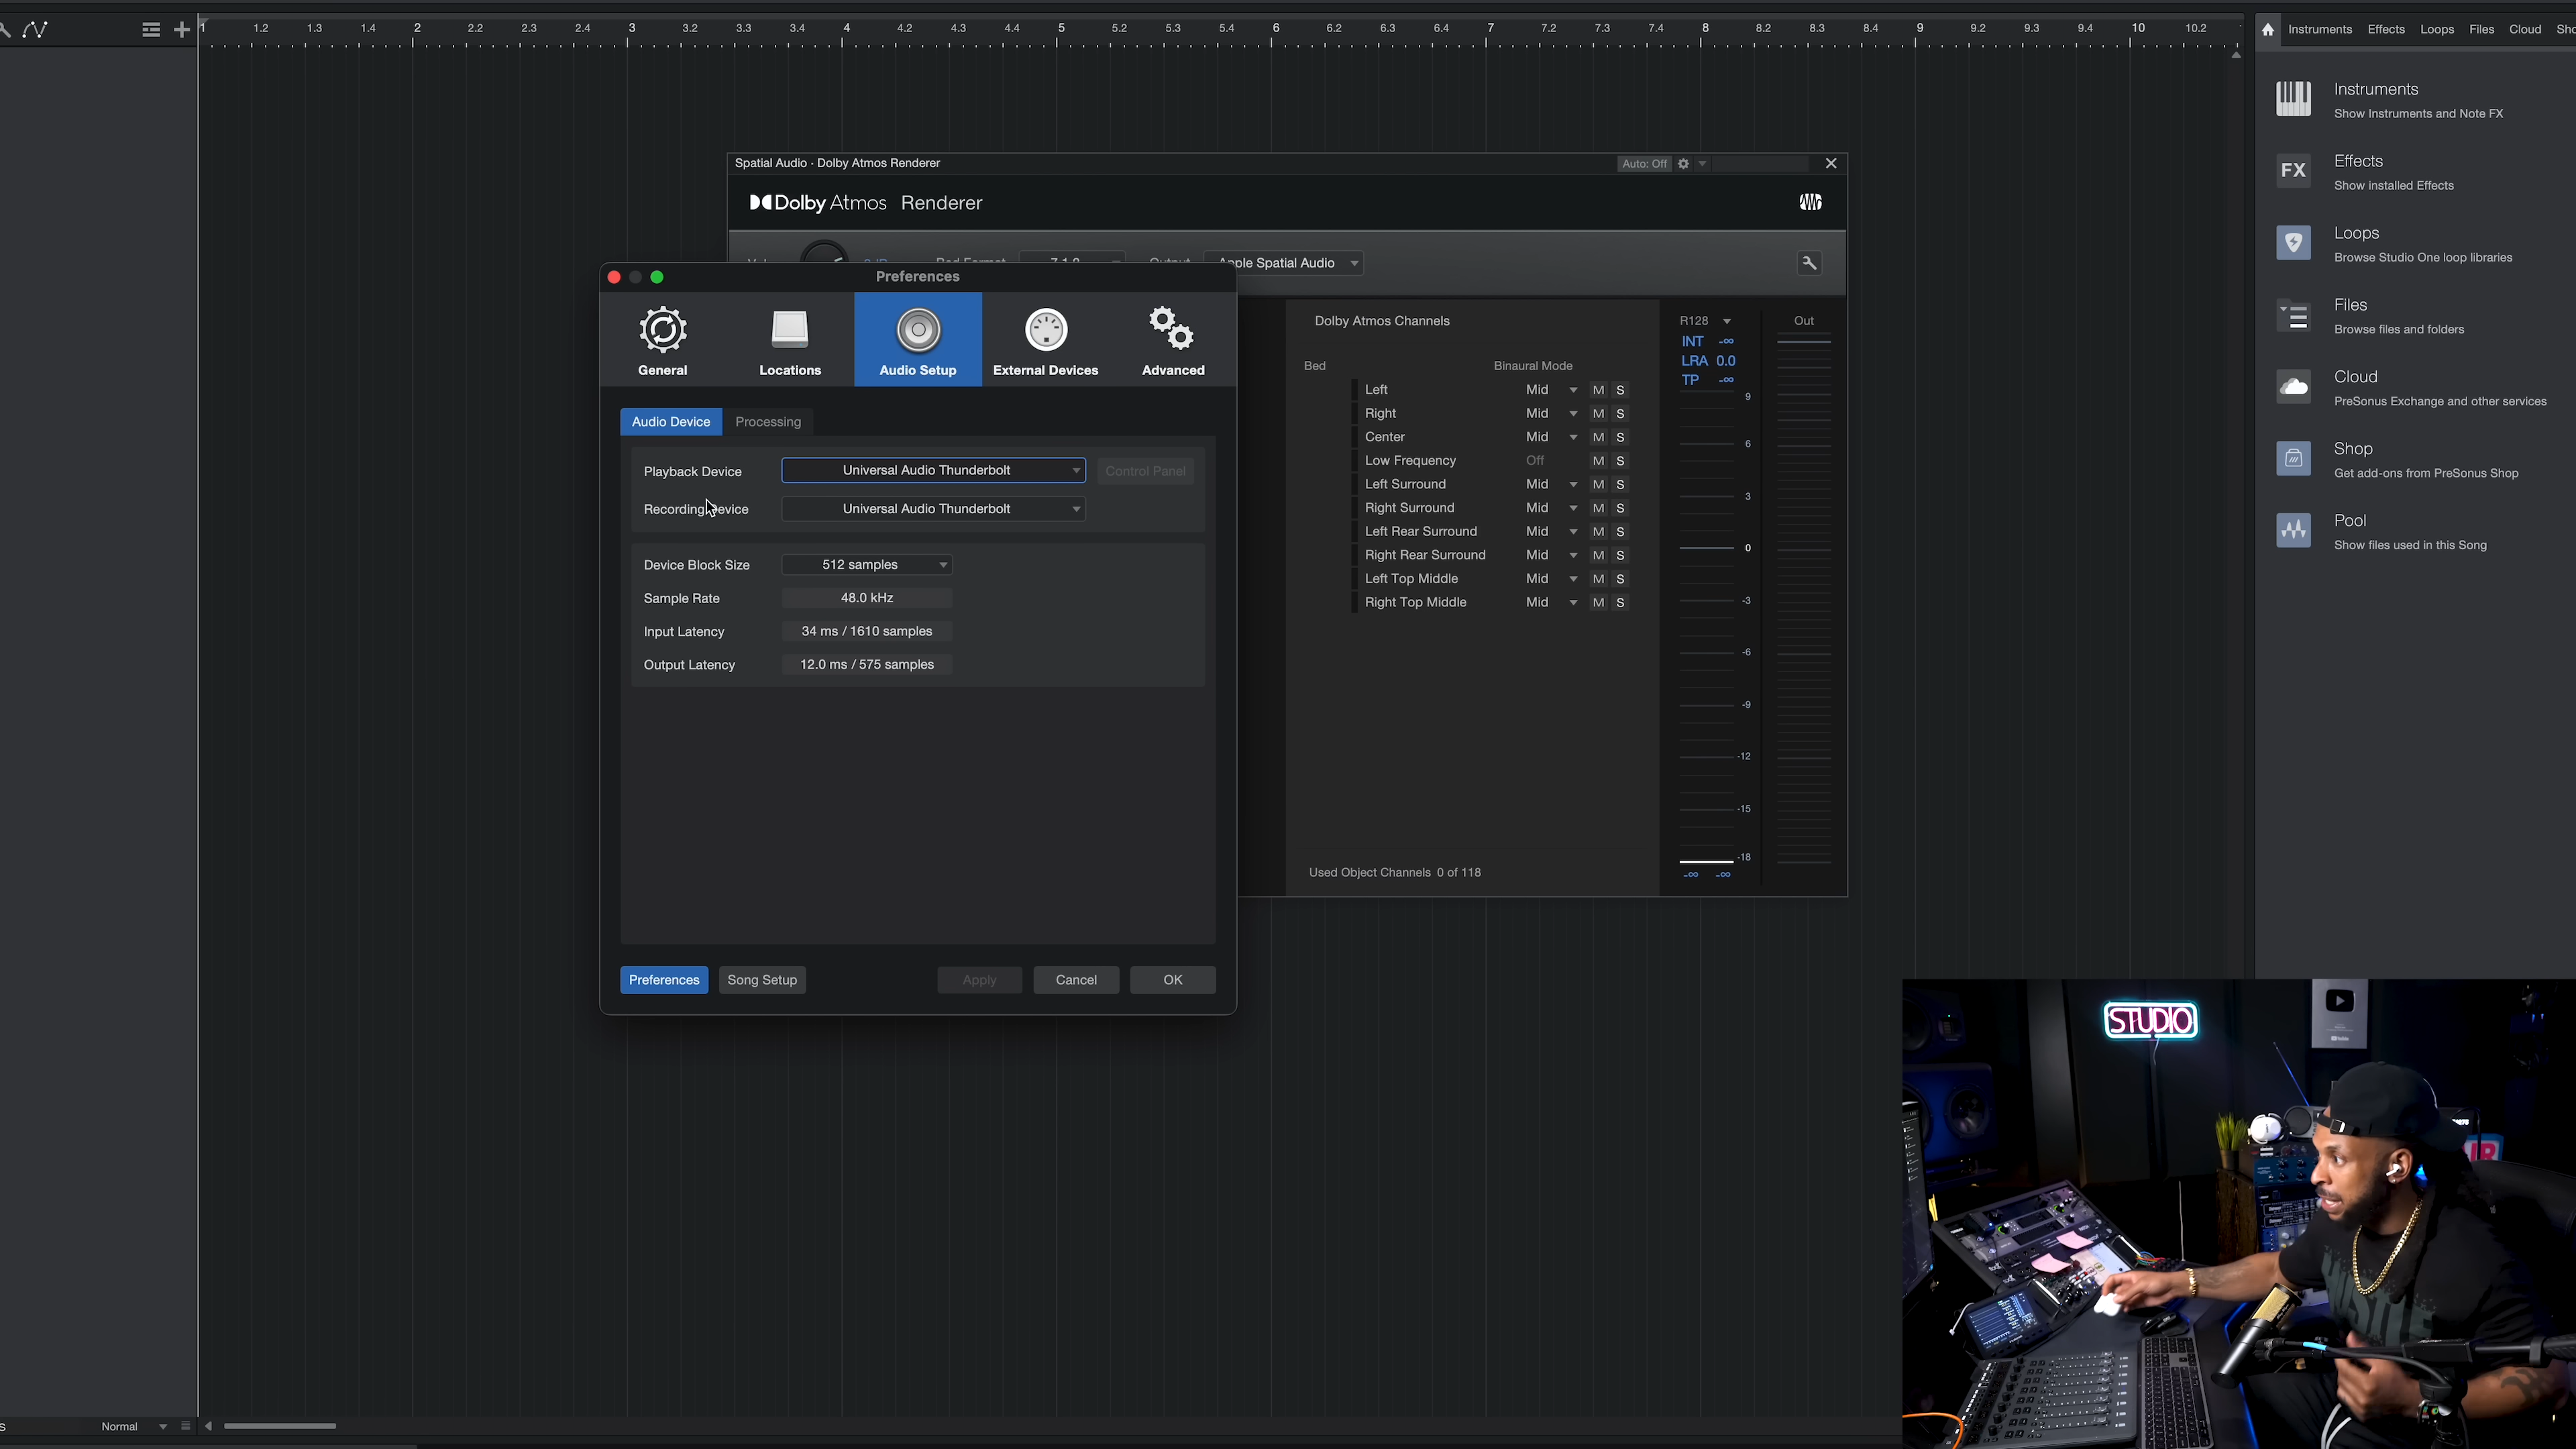 1 1.2 1.3 1.4 2 2.2 2.3 2.4 3 3.2 3.3 3.4 4 4.2 4.3 4.4 5 5.2 5.3 5.4 6 6.2 6.3 6.4 7 7.2 7.3 7.4 8 8.2 8.3 8.4 9 9.2 9.3 9.4 10 10.2
Instruments Effects Loops Files Cloud Sho
Instruments
Show Instruments and Note FX
FX
Effects
Show installed Effects
Loops
Browse Studio One loop libraries
Files
Browse files and folders
Cloud
PreSonus Exchange and other services
Shop
Get add-ons from PreSonus Shop
Pool
Show files used in this Song
Spatial Audio - Dolby Atmos Renderer
Auto: Off
Dolby Atmos Renderer
Apple Spatial Audio
Preferences
General
Locations
Audio Setup
External Devices
Advanced
Audio Device
Processing
Playback Device
Universal Audio Thunderbolt
Control Panel
Recording Device
Universal Audio Thunderbolt
Device Block Size
512 samples
Sample Rate
48.0 kHz
Input Latency
34 ms / 1610 samples
Output Latency
12.0 ms / 575 samples
Preferences
Song Setup
Apply
Cancel
OK
Dolby Atmos Channels
Bed
Binaural Mode
Left Mid M S
Right Mid M S
Center Mid M S
Low Frequency Off M S
Left Surround Mid M S
Right Surround Mid M S
Left Rear Surround Mid M S
Right Rear Surround Mid M S
Left Top Middle Mid M S
Right Top Middle Mid M S
Used Object Channels 0 of 118
R128
Out
INT -∞
LRA 0.0
TP -∞
9
6
3
0
-3
-6
-9
-12
-15
-18
-∞ -∞
STUDIO
s
Normal